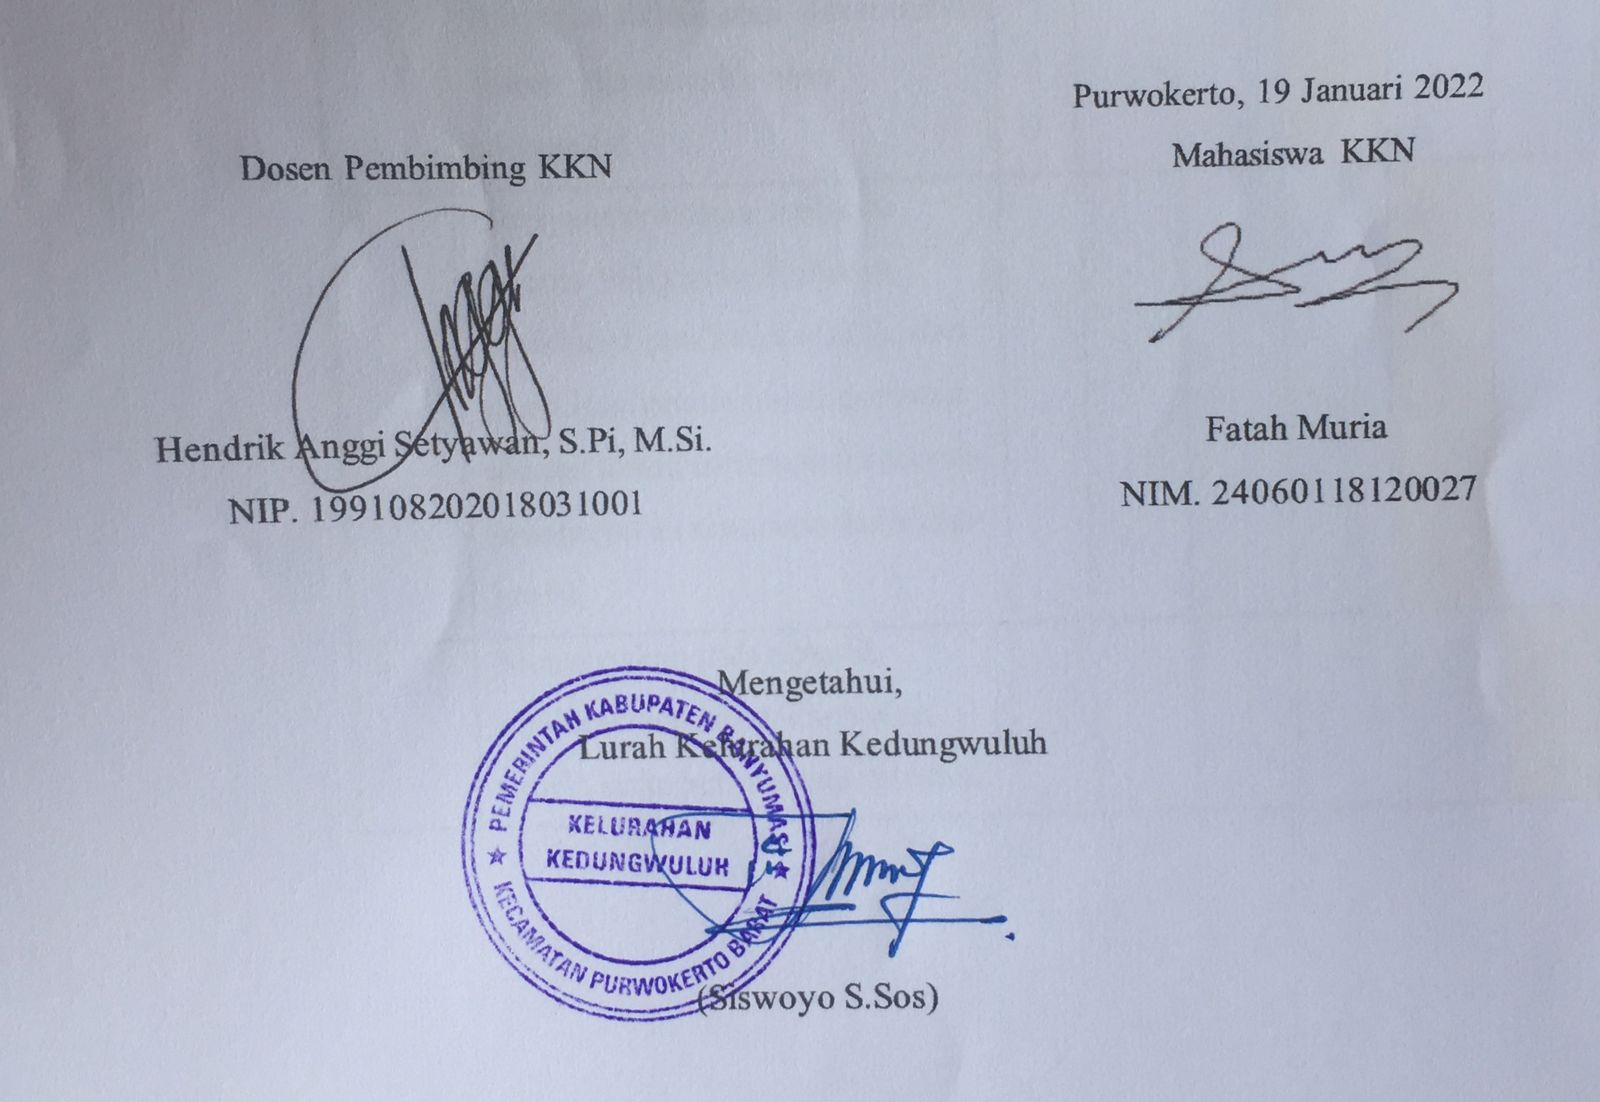 Purwokerto, 19 Januari 2022
Dosen Pembimbing KKN
Mahasiswa KKN
Hendrik Anggi Setyawan, S.Pi, M.Si.
NIP. 199108202018031001
Fatah Muria
NIM. 24060118120027
Mengetahui,
Lurah Kelurahan Kedungwuluh
PEMERINTAH KABUPATEN BANYUMAS
KELURAHAN
KEDUNGWULUH
KECAMATAN PURWOKERTO BARAT
(Siswoyo S.Sos)